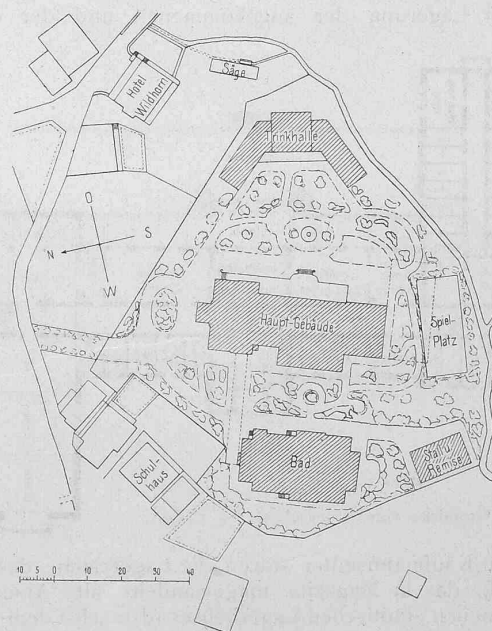 Hotel
Wildhorn
Säge
Trinkhalle
O
N
S
W
Haupt-Gebäude
Spiel-
Platz
Bad
Stall
Remise
Schul-
haus
10 5 0 10 20 30 40